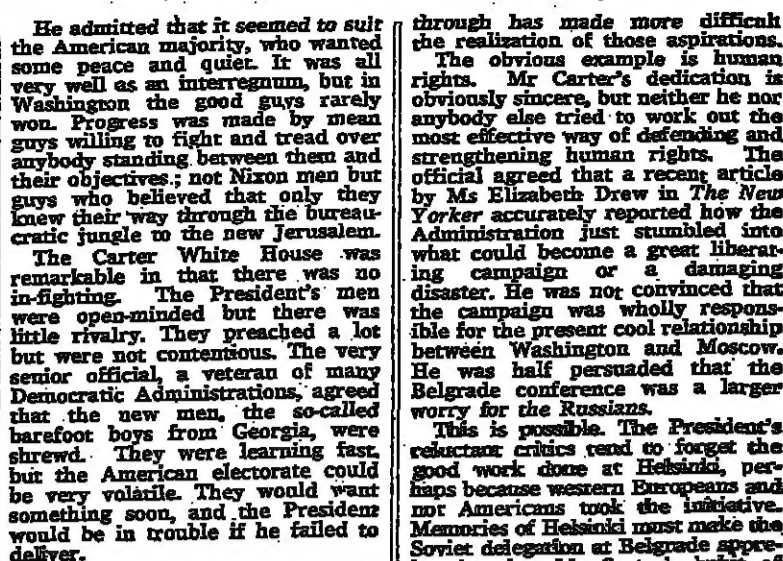 He admitted that it seemed to suit
the American majority, who wanted
some peace and quiet. It was all
very well as an interregnum, but in
Washington the good guys rarely
won. Progress was made by mean
guys willing to fight and tread over
anybody standing between them and
their objectives.; not Nixon men but
guys who believed that only they
knew their way through the bureau-
cratic jungle to the new Jerusalem.
The Carter White House was
remarkable in that there was no
in-fighting. The President's men
were open-minded but there was
little rivalry. They preached a lot
but were not contentious. The very
senior official, a veteran of many
Democratic Administrations, agreed
that the new men, the so-called
barefoot boys from Georgia, were
shrewd. They were learning fast,
but the American electorate could
be very volatile. They would want
something soon, and the President
would be in trouble if he failed to
deliver.
through has made more difficult
the realization of those aspirations.
The obvious example is human
rights. Mr Carter's dedication is
obviously sincere, but neither he nor
anybody else tried to work out the
most effective way of defending and
strengthening human rights. The
official agreed that a recent article
by Ms Elizabeth Drew in The New
Yorker accurately reported how the
Administration just stumbled into
what could become a great liberat-
ing campaign or a damaging
disaster. He was not convinced that
the campaign was wholly respons-
ible for the present cool relationship
between Washington and Moscow.
He was half persuaded that the
Belgrade conference was a larger
worry for the Russians.
This is possible. The President's
reluctant critics tend to forget the
good work done at Helsinki, per-
haps because western Europeans and
not Americans took the initiative.
Memories of Helsinki must make the
Soviet delegation at Belgrade appre-